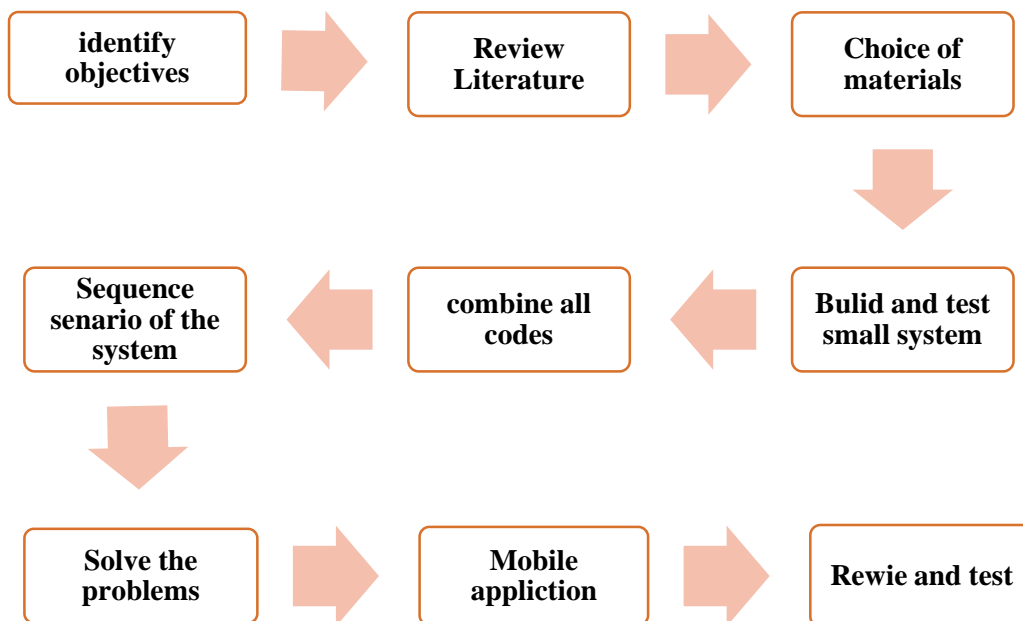 identify
objectives
Review
Literature
Choice of
materials
Sequence
senario of the
system
combine all
codes
Bulid and test
small system
Solve the
problems
Mobile
appliction
Rewie and test